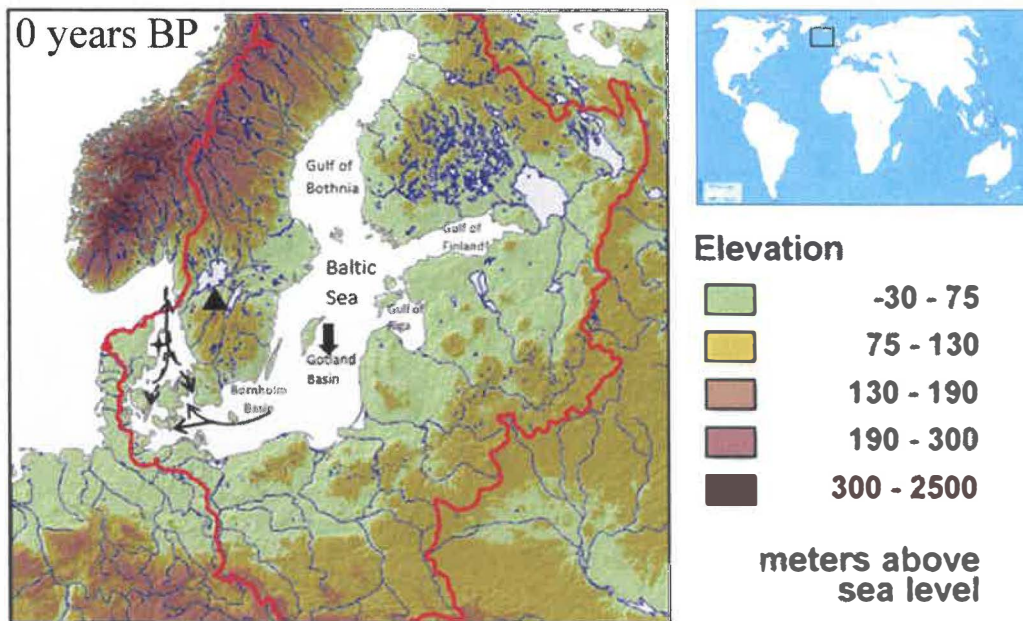 0 years BP
Gulf of
Bothnia
Gulf of
Finland
Baltic
Sea
Gulf of
Riga
Gotland
Basin
Bornholm
Basin
Elevation
-30 - 75
75 - 130
130 - 190
190 - 300
300 - 2500
meters above
sea level